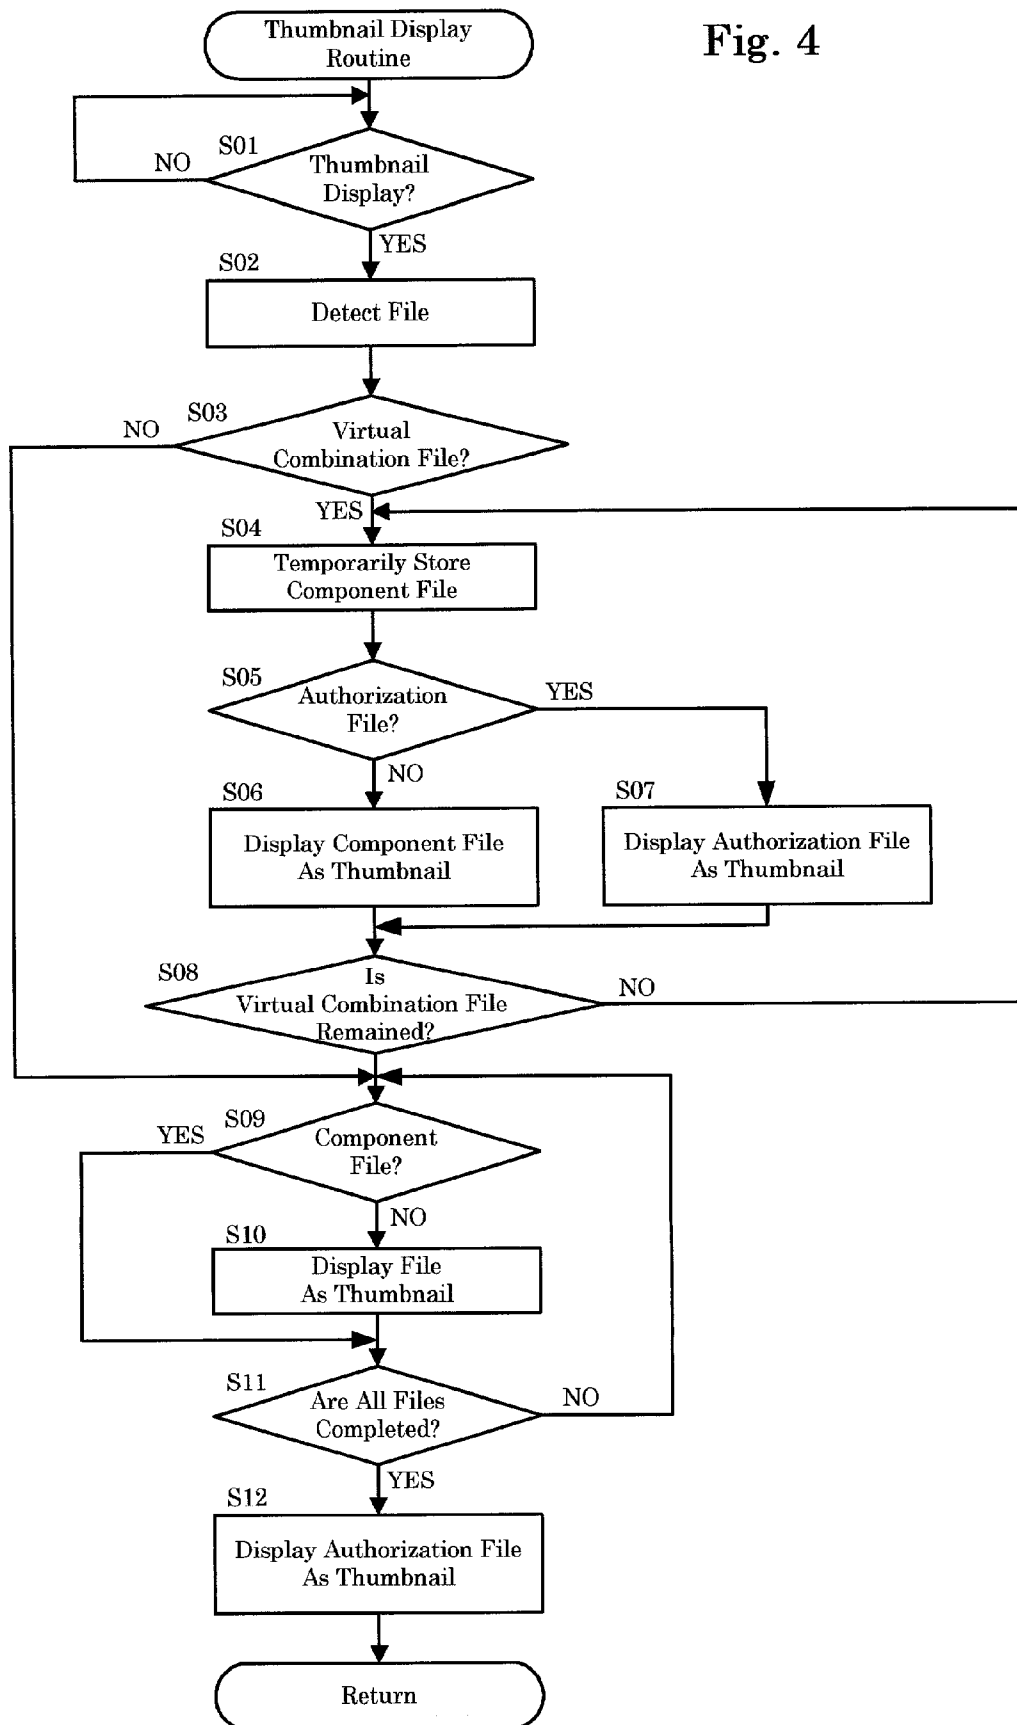 Thumbnail Display
Routine
Fig. 4
S01
NO
Thumbnail
Display?
YES
S02
Detect File
S03
NO
Virtual
Combination File?
YES
S04
Temporarily Store
Component File
S05
Authorization
File?
YES
NO
S06
Display Component File
As Thumbnail
S07
Display Authorization File
As Thumbnail
S08
Is
Virtual Combination File
Remained?
NO
S09
YES
Component
File?
NO
S10
Display File
As Thumbnail
S11
Are All Files
Completed?
NO
YES
S12
Display Authorization File
As Thumbnail
Return